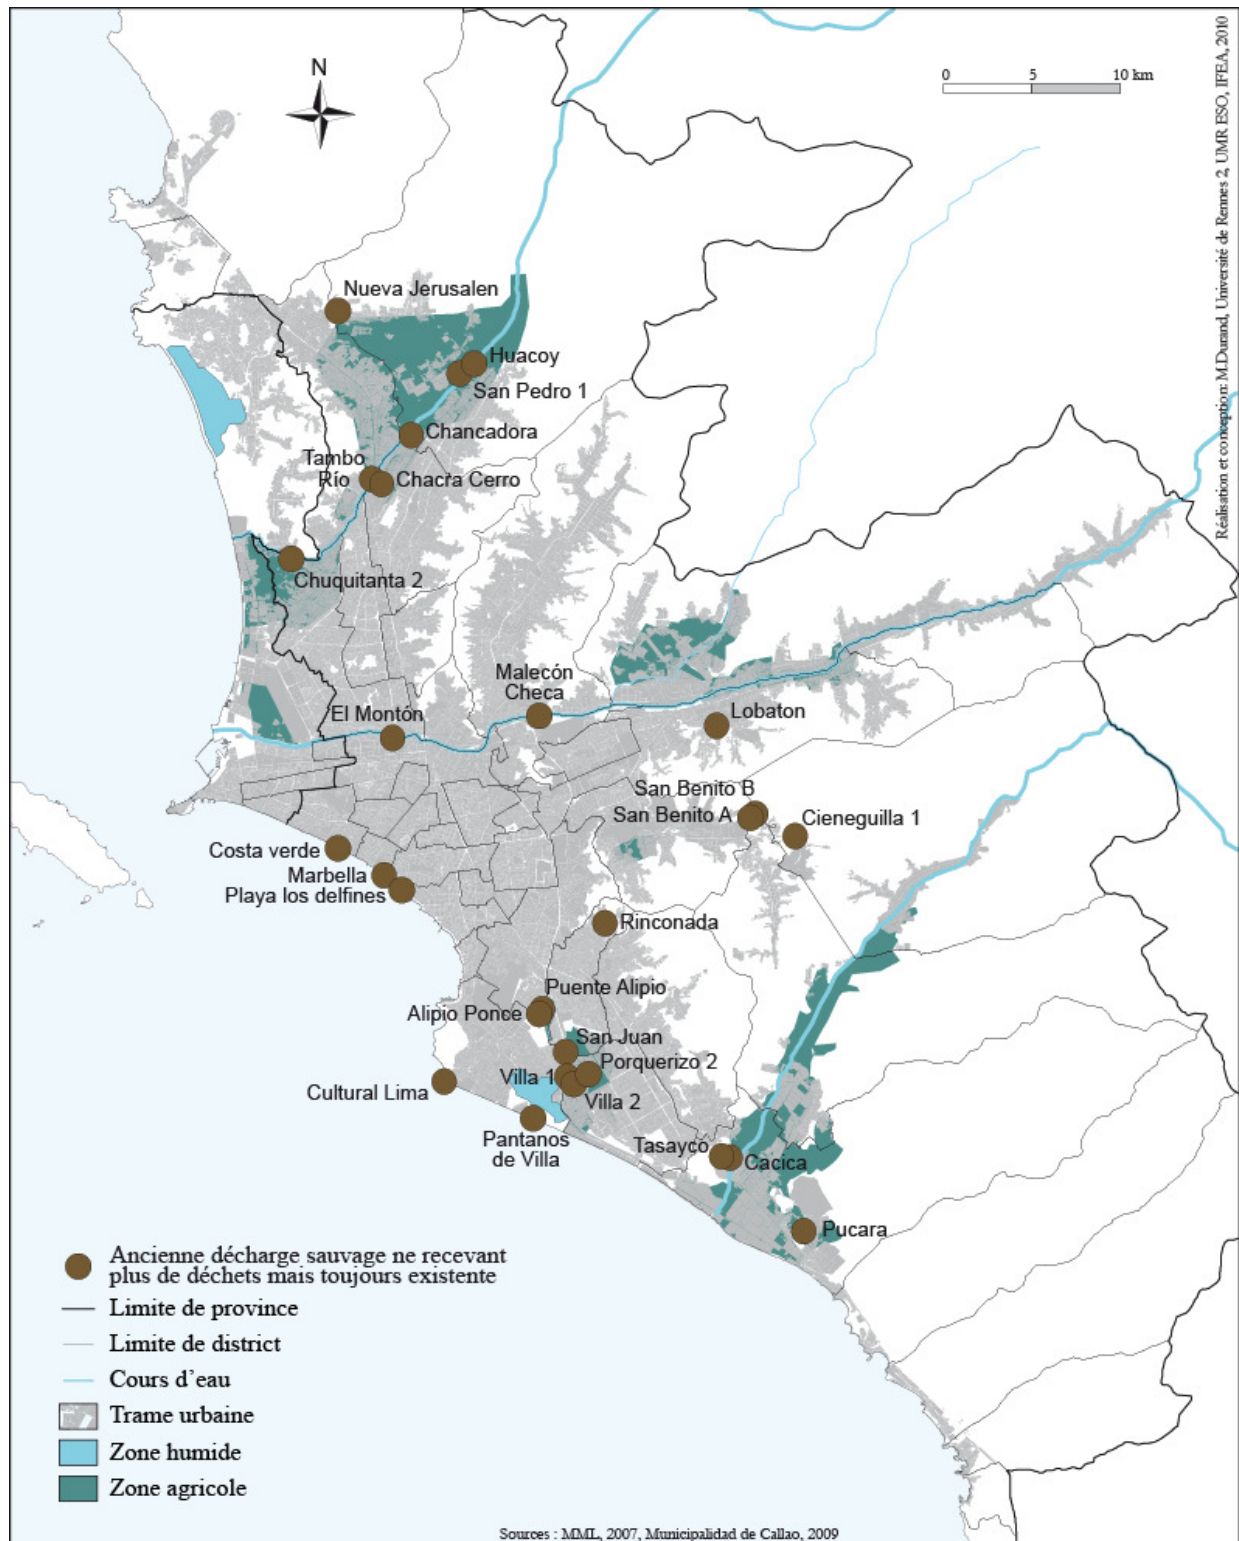 N
0 5 10 km
Réalisation et conception: M.Durand, Université de Rennes 2, UMR ESO, IFEA, 2010
Nueva Jerusalen
Huacoy
San Pedro 1
Chancadora
Tambo
Río
Chacra Cerro
Chuquitanta 2
Malecón
Checa
El Montón
Lobaton
San Benito B
San Benito A
Cieneguilla 1
Costa verde
Marbella
Playa los delfines
Rinconada
Puente Alipio
Alipio Ponce
San Juan
Porquerizo 2
Villa 1
Cultural Lima
Villa 2
Pantanos
de Villa
Tasayco
Cacica
Pucara
Ancienne décharge sauvage ne recevant
plus de déchets mais toujours existente
Limite de province
Limite de district
Cours d'eau
Trame urbaine
Zone humide
Zone agricole
Sources : MML, 2007, Municipalidad de Callao, 2009